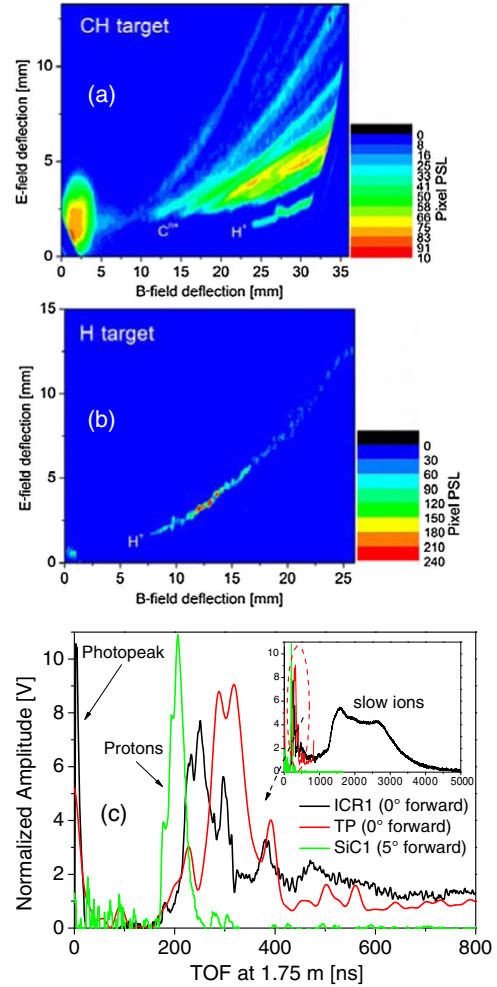 CH target
(a)
E-field deflection [mm]
10
5
0
Cⁿ⁺
H⁺
0 5 10 15 20 25 30 35
B-field deflection [mm]
0
8
16
25
33
41
50
58
66
75
83
91
10
Pixel PSL
15
H target
(b)
E-field deflection [mm]
10
5
0
H⁺
0 5 10 15 20 25
B-field deflection [mm]
0
30
60
90
120
150
180
210
240
Pixel PSL
Normalized Amplitude [V]
10
8
6
4
2
0
Photopeak
Protons
(c)
10
8
6
4
2
0
slow ions
0 1000 2000 3000 4000 5000
ICR1 (0° forward)
TP (0° forward)
SiC1 (5° forward)
0 200 400 600 800
TOF at 1.75 m [ns]